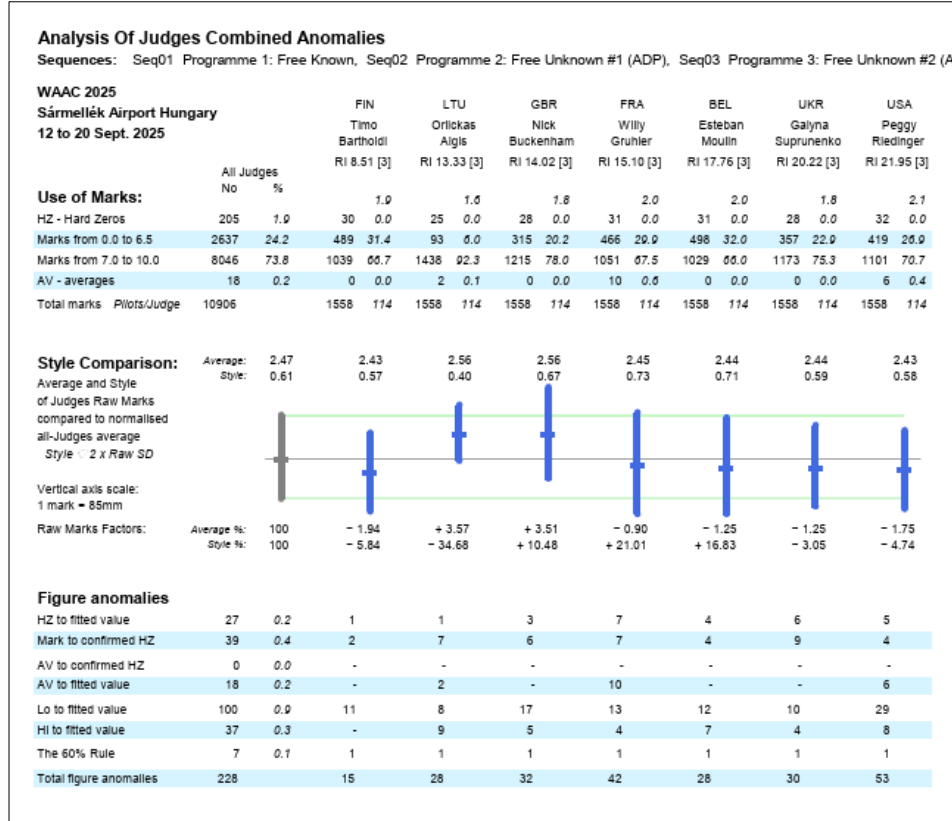 Analysis Of Judges Combined Anomalies
Sequences: Seq01 Programme 1: Free Known, Seq02 Programme 2: Free Unknown #1 (ADP), Seq03 Programme 3: Free Unknown #2 (A
WAAC 2025
Sármellék Airport Hungary
12 to 20 Sept. 2025
FIN LTU GBR FRA BEL UKR USA
Timo Bartholdi Orlickas Algis Nick Buckenham Willy Gruhler Esteban Moulin Galyna Suprunenko Peggy Riedinger
RI 8.51 [3] RI 13.33 [3] RI 14.02 [3] RI 15.10 [3] RI 17.76 [3] RI 20.22 [3] RI 21.95 [3]
All Judges
No %
Use of Marks: 1.9 1.6 1.8 2.0 2.0 1.8 2.1
HZ - Hard Zeros 205 1.9 30 0.0 25 0.0 28 0.0 31 0.0 31 0.0 28 0.0 32 0.0
Marks from 0.0 to 6.5 2637 24.2 489 31.4 93 6.0 315 20.2 466 29.9 498 32.0 357 22.9 419 26.9
Marks from 7.0 to 10.0 8046 73.8 1039 66.7 1438 92.3 1215 78.0 1051 67.5 1029 66.0 1173 75.3 1101 70.7
AV - averages 18 0.2 0 0.0 2 0.1 0 0.0 10 0.6 0 0.0 0 0.0 6 0.4
Total marks Pilots/Judge 10906 1558 114 1558 114 1558 114 1558 114 1558 114 1558 114 1558 114
Style Comparison: Average: 2.47 2.43 2.56 2.56 2.45 2.44 2.44 2.43
Style: 0.61 0.57 0.40 0.67 0.73 0.71 0.59 0.58
Average and Style
of Judges Raw Marks
compared to normalised
all-Judges average
Style 2 x Raw SD
Vertical axis scale:
1 mark = 85mm
Raw Marks Factors: Average %: 100 − 1.94 + 3.57 + 3.51 − 0.90 − 1.25 − 1.25 − 1.75
Style %: 100 − 5.84 − 34.68 + 10.48 + 21.01 + 16.83 − 3.05 − 4.74
Figure anomalies
HZ to fitted value 27 0.2 1 1 3 7 4 6 5
Mark to confirmed HZ 39 0.4 2 7 6 7 4 9 4
AV to confirmed HZ 0 0.0 - - - - - - -
AV to fitted value 18 0.2 - 2 - 10 - - 6
Lo to fitted value 100 0.9 11 8 17 13 12 10 29
Hi to fitted value 37 0.3 - 9 5 4 7 4 8
The 60% Rule 7 0.1 1 1 1 1 1 1 1
Total figure anomalies 228 15 28 32 42 28 30 53